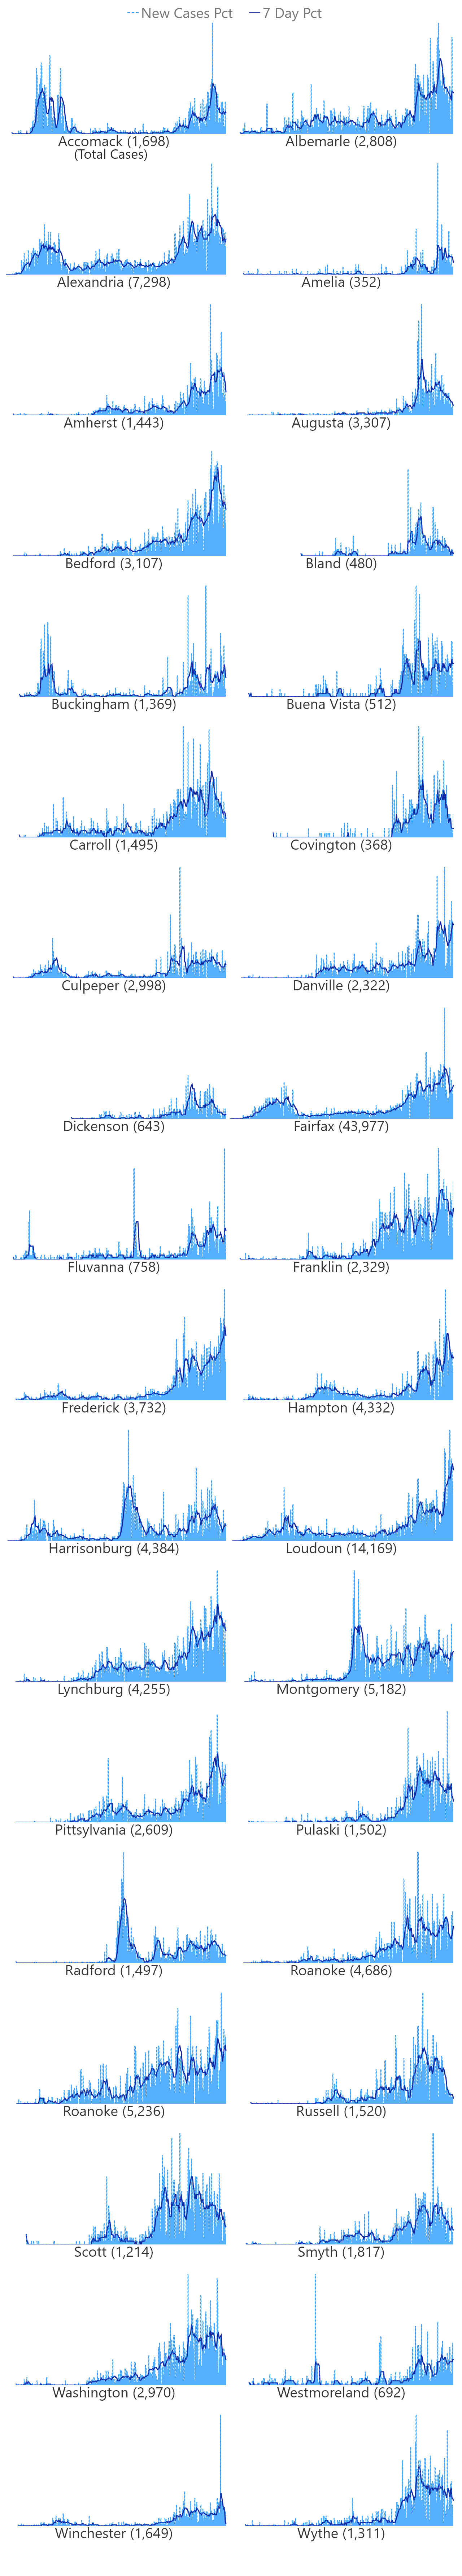 New Cases Pct 7 Day Pct
Accomack (1,698) Albemarle (2,808)
(Total Cases)
Alexandria (7,298) Amelia (352)
Amherst (1,443) Augusta (3,307)
Bedford (3,107) Bland (480)
Buckingham (1,369) Buena Vista (512)
Carroll (1,495) Covington (368)
Culpeper (2,998) Danville (2,322)
Dickenson (643) Fairfax (43,977)
Fluvanna (758) Franklin (2,329)
Frederick (3,732) Hampton (4,332)
Harrisonburg (4,384) Loudoun (14,169)
Lynchburg (4,255) Montgomery (5,182)
Pittsylvania (2,609) Pulaski (1,502)
Radford (1,497) Roanoke (4,686)
Roanoke (5,236) Russell (1,520)
Scott (1,214) Smyth (1,817)
Washington (2,970) Westmoreland (692)
Winchester (1,649) Wythe (1,311)